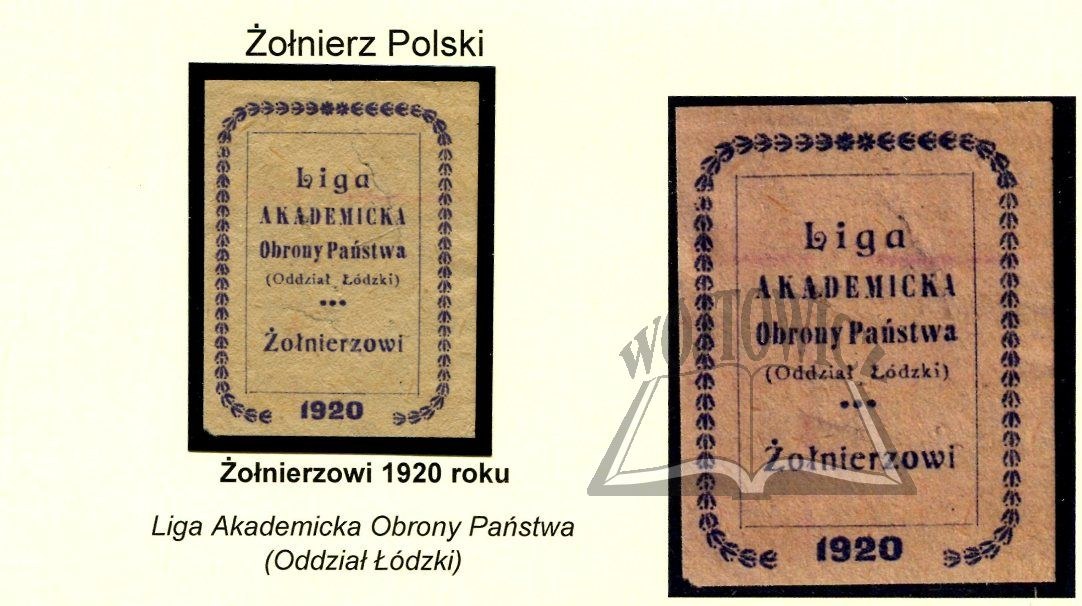 Żołnierz Polski
Liga
AKADEMICKA
Obrony Państwa
(Oddział Łódzki)
Żołnierzowi
1920
Żołnierzowi 1920 roku
Liga Akademicka Obrony Państwa
(Oddział Łódzki)
Liga
AKADEMICKA
Obrony Państwa
(Oddział Łódzki)
Żołnierzowi
1920
WÓJTOWICZ